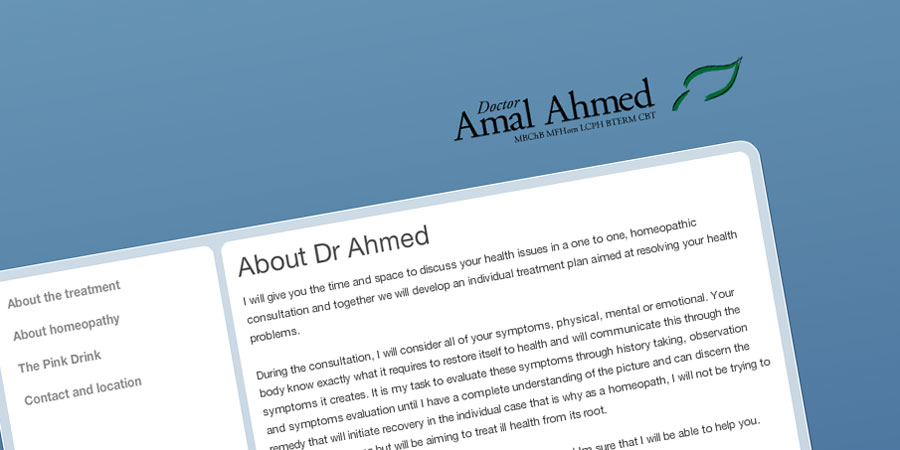 Doctor
Amal Ahmed
MBChB MFHom LCPH BTERM CBT
About the treatment
About homeopathy
The Pink Drink
Contact and location
About Dr Ahmed
I will give you the time and space to discuss your health issues in a one to one, homeopathic
consultation and together we will develop an individual treatment plan aimed at resolving your health
problems.
During the consultation, I will consider all of your symptoms, physical, mental or emotional. Your
body know exactly what it requires to restore itself to health and will communicate this through the
symptoms it creates. It is my task to evaluate these symptoms through history taking, observation
and symptoms evaluation until I have a complete understanding of the picture and can discern the
remedy that will initiate recovery in the individual case that is why as a homeopath, I will not be trying to
but will be aiming to treat ill health from its root.
I'm sure that I will be able to help you.